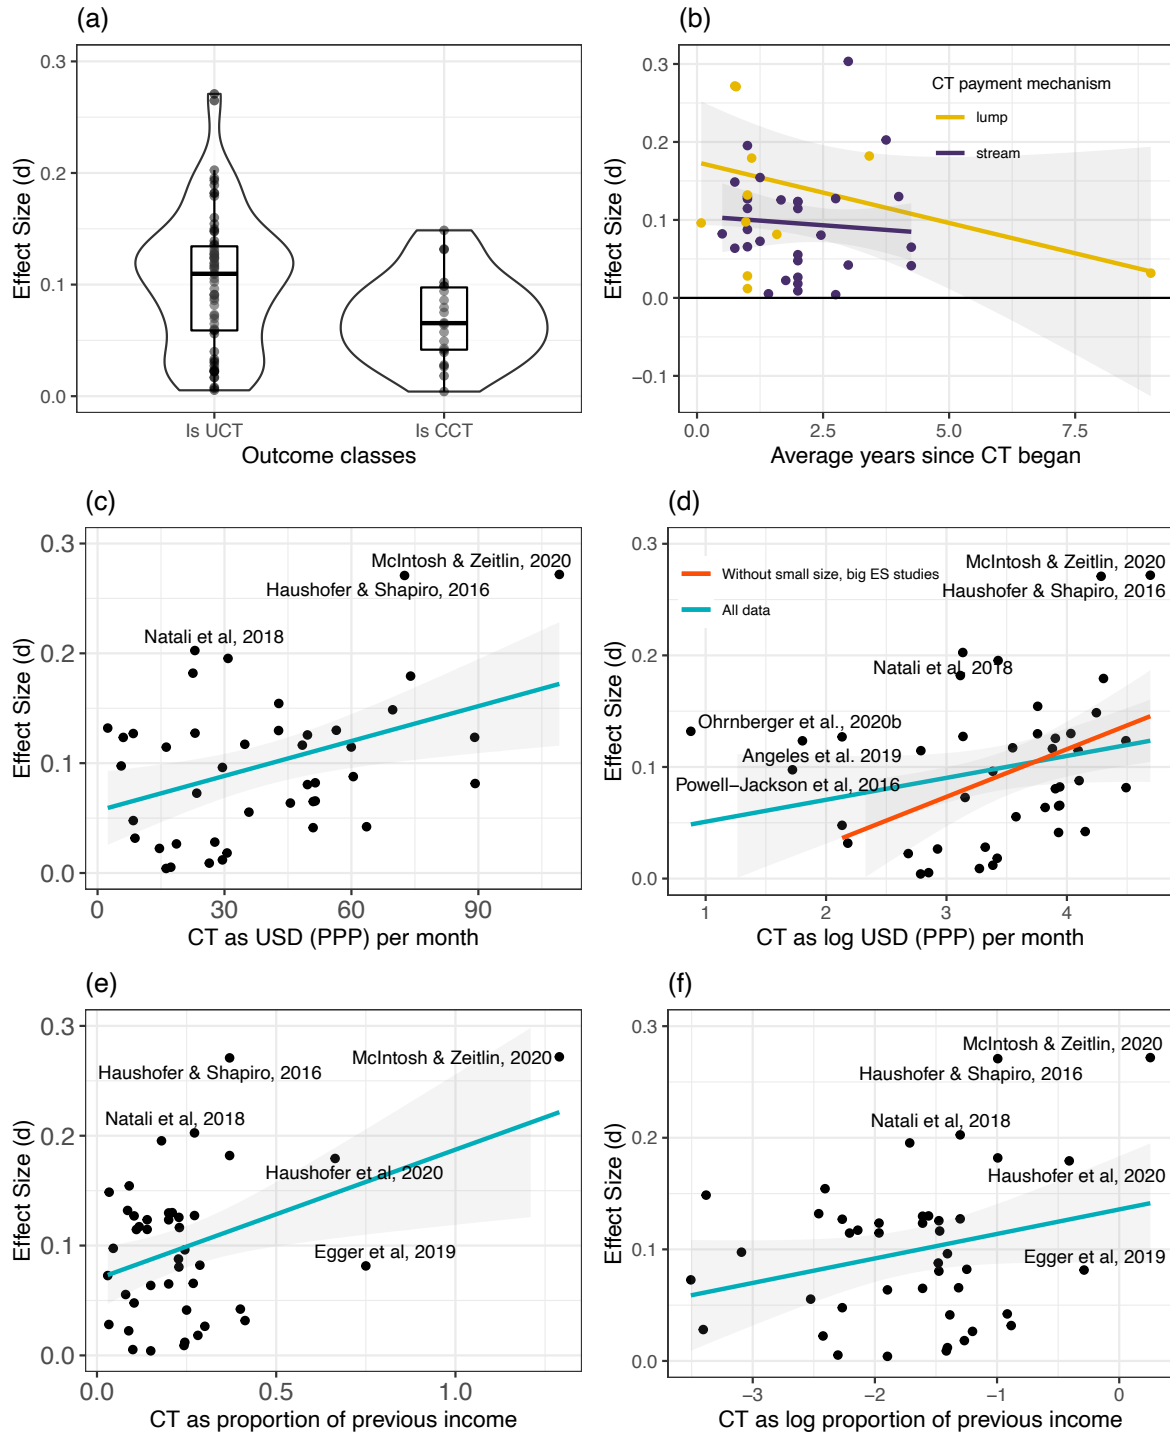 (a)
0.3
0.2
0.1
0.0
Effect Size (d)
Is UCT
Is CCT
Outcome classes
(b)
0.3
0.2
0.1
0.0
−0.1
Effect Size (d)
CT payment mechanism
lump
stream
0.0
2.5
5.0
7.5
Average years since CT began
(c)
0.3
0.2
0.1
0.0
Effect Size (d)
McIntosh & Zeitlin, 2020
Haushofer & Shapiro, 2016
Natali et al, 2018
0
30
60
90
CT as USD (PPP) per month
(d)
0.3
0.2
0.1
0.0
Effect Size (d)
McIntosh & Zeitlin, 2020
Without small size, big ES studies
Haushofer & Shapiro, 2016
All data
Natali et al, 2018
Ohrnberger et al., 2020b
Angeles et al. 2019
Powell−Jackson et al, 2016
1
2
3
4
CT as log USD (PPP) per month
(e)
0.3
0.2
0.1
0.0
Effect Size (d)
McIntosh & Zeitlin, 2020
Haushofer & Shapiro, 2016
Natali et al, 2018
Haushofer et al, 2020
Egger et al, 2019
0.0
0.5
1.0
CT as proportion of previous income
(f)
0.3
0.2
0.1
0.0
Effect Size (d)
McIntosh & Zeitlin, 2020
Haushofer & Shapiro, 2016
Natali et al, 2018
Haushofer et al, 2020
Egger et al, 2019
−3
−2
−1
0
CT as log proportion of previous income